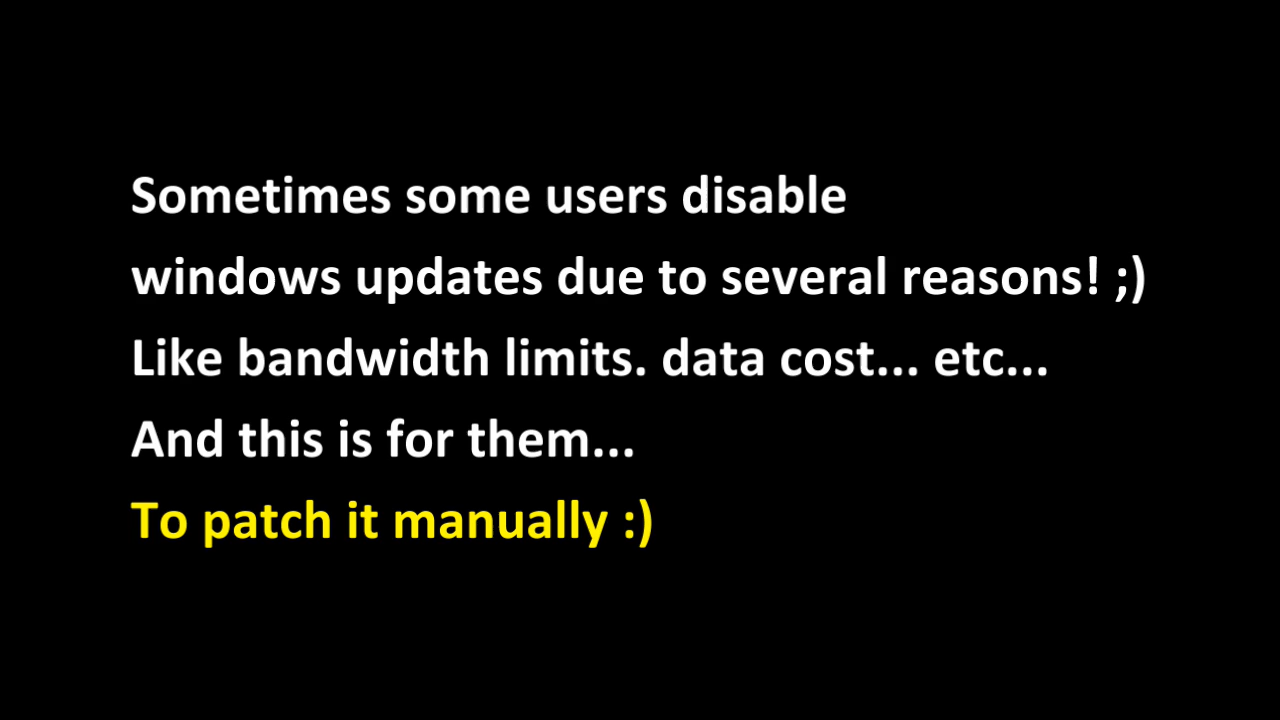 Sometimes some users disable
windows updates due to several reasons! ;)
Like bandwidth limits. data cost... etc...
And this is for them...
To patch it manually :)